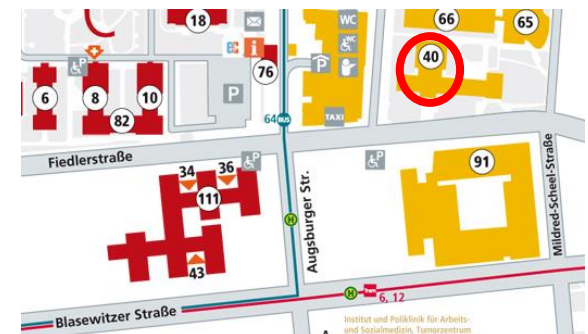 18
WC
66
65
WC
40
i
76
P
P
6
8
10
P
82
64
BUS
TAXI
Fiedlerstraße
P
P
34
36
91
111
H
Augsburger Str.
Mildred-Scheel-Straße
43
H
6, 12
Blasewitzer Straße
Institut und Poliklinik für Arbeits-
und Sozialmedizin, Tumorzentrum